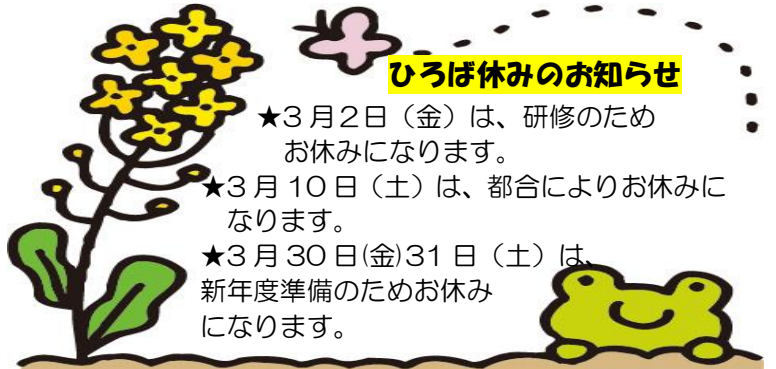 ひろば休みのお知らせ
★3月2日（金）は、研修のため
お休みになります。
★3月10日（土）は、都合によりお休みに
なります。
★3月30日(金)31日（土）は、
新年度準備のためお休み
になります。